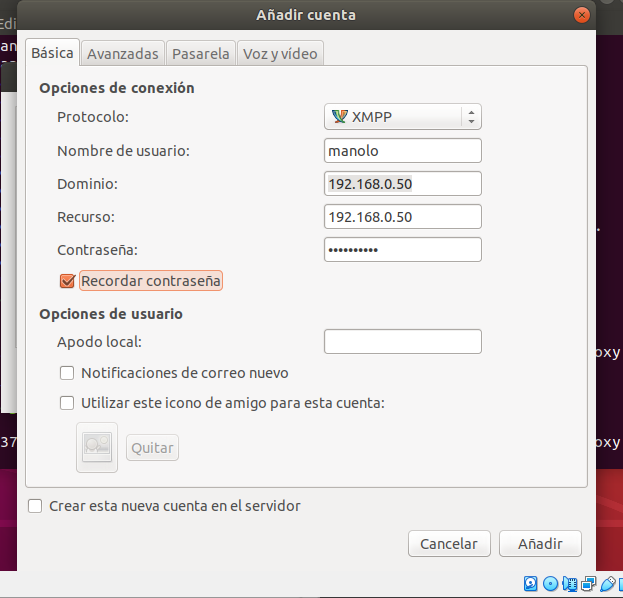 Añadir cuenta
Edi
an
Básica
Avanzadas
Pasarela
Voz y vídeo
Opciones de conexión
Protocolo:
XMPP
Nombre de usuario:
manolo
Dominio:
192.168.0.50
Recurso:
192.168.0.50
Contraseña:
••••••••••
Recordar contraseña
Opciones de usuario
Apodo local:
oxy
Notificaciones de correo nuevo
Utilizar este icono de amigo para esta cuenta:
37
oxy
Quitar
Crear esta nueva cuenta en el servidor
Cancelar
Añadir